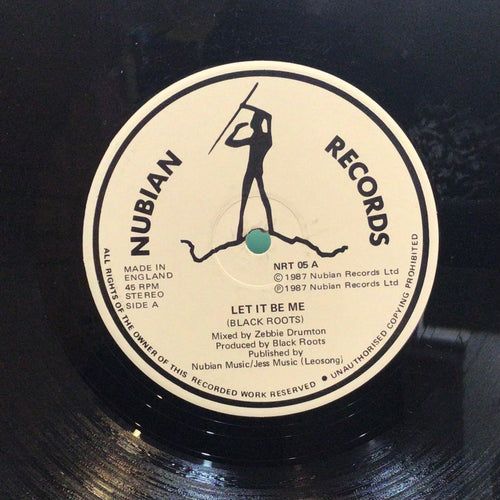 NUBIAN RECORDS
MADE IN
ENGLAND
45 RPM
STEREO
SIDE A
NRT 05 A
©1987 Nubian Records Ltd
℗1987 Nubian Records Ltd
LET IT BE ME
(BLACK ROOTS)
Mixed by Zebbie Drumton
Produced by Black Roots
Published by
Nubian Music/Jess Music (Leosong)
ALL RIGHTS OF THE OWNER OF THIS RECORDED WORK RESERVED • UNAUTHORISED COPYING PROHIBITED